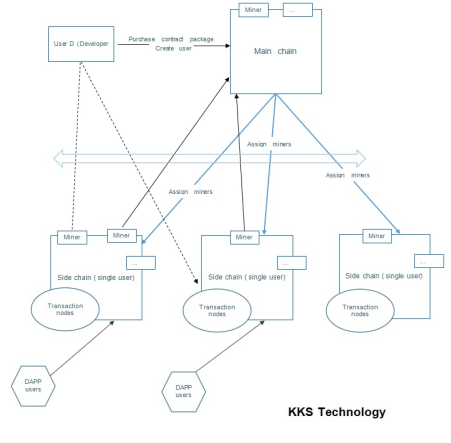 Miner
...
User D (Developer
Purchase contract package
Create user
Main chain
Assign miners
Assign miners
Assign miners
Miner
Miner
Miner
Miner
...
...
...
Side chain ( single user)
Side chain ( single user)
Side chain ( single user)
Transaction
nodes
Transaction
nodes
Transaction
nodes
DAPP
users
DAPP
users
KKS Technology